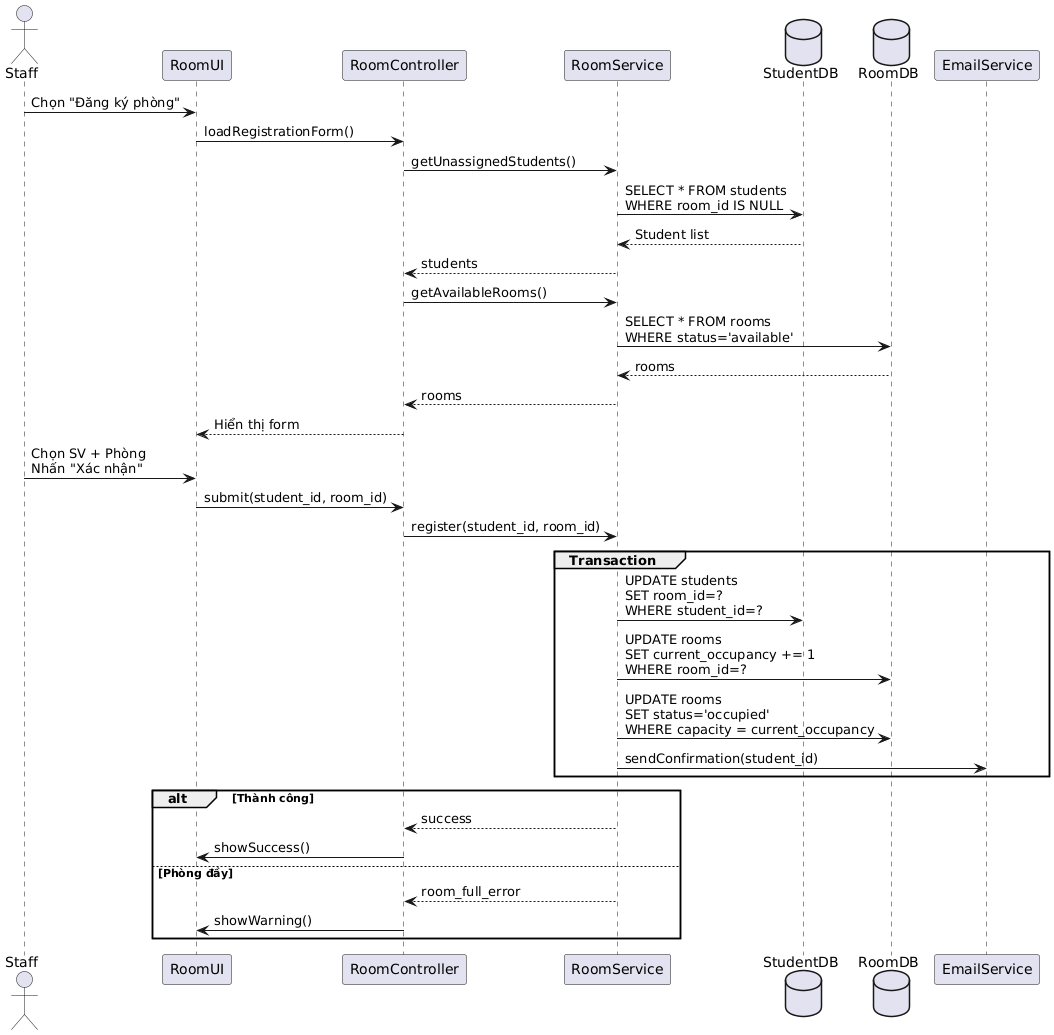 Staff
RoomUI
RoomController
RoomService
StudentDB
RoomDB
EmailService
Chọn "Đăng ký phòng"
loadRegistrationForm()
getUnassignedStudents()
SELECT * FROM students
WHERE room_id IS NULL
Student list
students
getAvailableRooms()
SELECT * FROM rooms
WHERE status='available'
rooms
rooms
Hiển thị form
Chọn SV + Phòng
Nhấn "Xác nhận"
submit(student_id, room_id)
register(student_id, room_id)
Transaction
UPDATE students
SET room_id=?
WHERE student_id=?
UPDATE rooms
SET current_occupancy += 1
WHERE room_id=?
UPDATE rooms
SET status='occupied'
WHERE capacity = current_occupancy
sendConfirmation(student_id)
alt [Thành công]
success
showSuccess()
[Phòng đầy]
room_full_error
showWarning()
Staff
RoomUI
RoomController
RoomService
StudentDB
RoomDB
EmailService